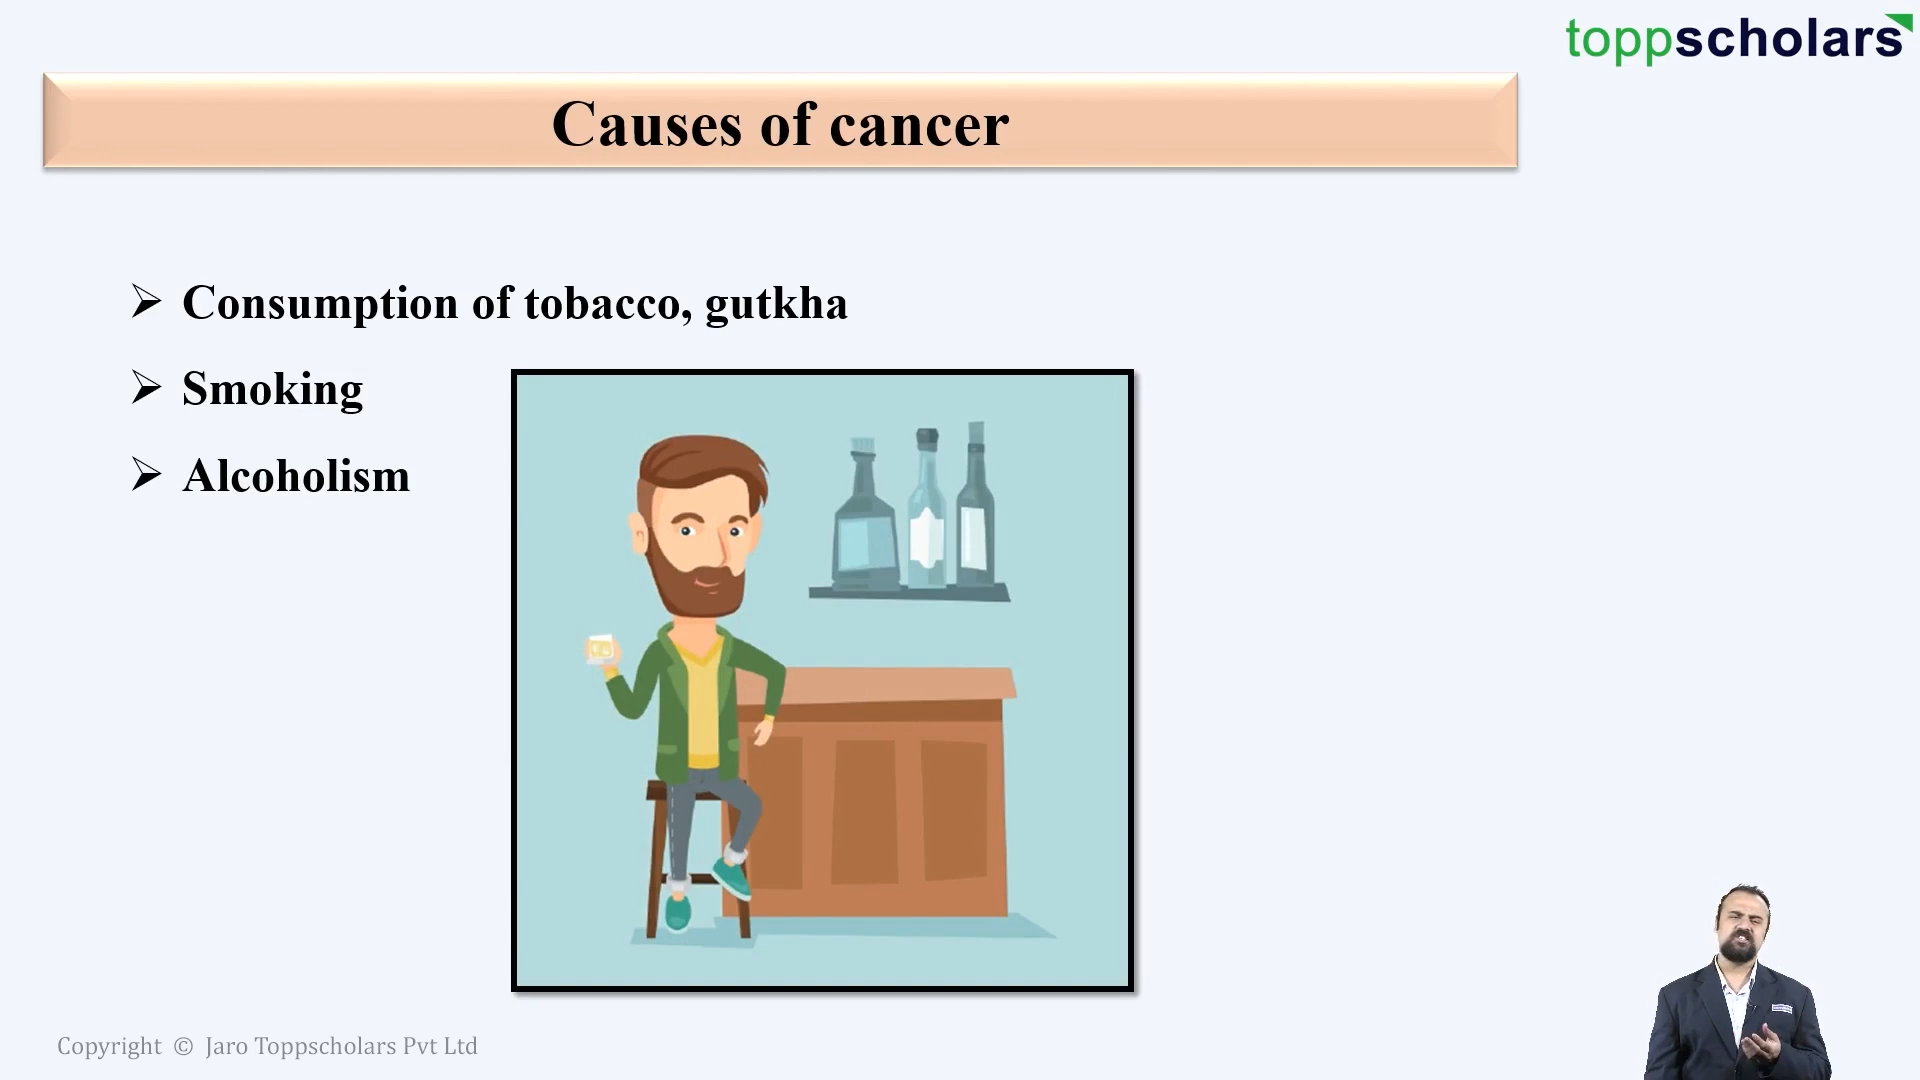 toppscholars
Causes of cancer
Consumption of tobacco, gutkha
Smoking
Alcoholism
Copyright © Jaro Toppscholars Pvt Ltd